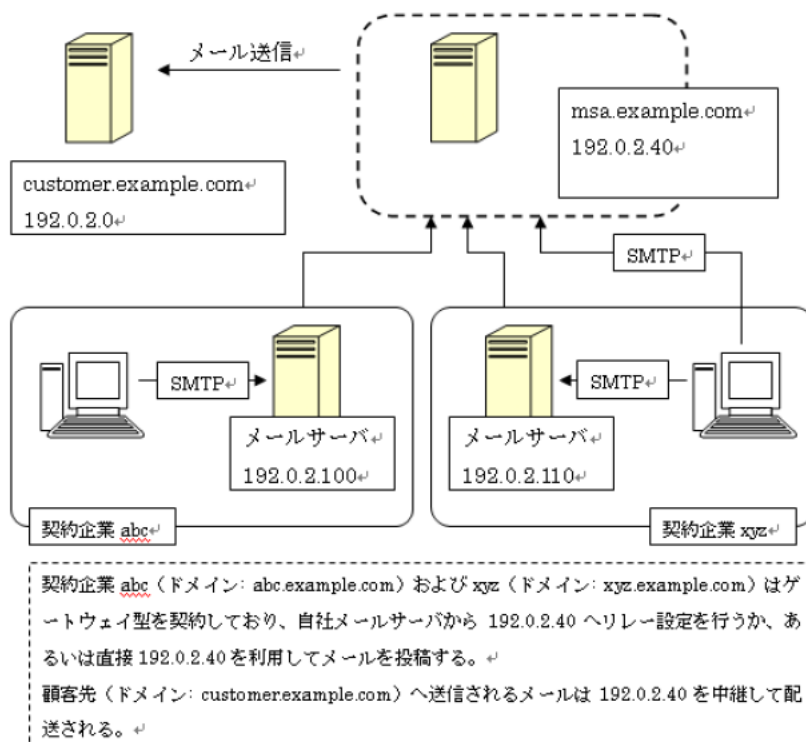 メール送信
msa.example.com
192.0.2.40
customer.example.com
192.0.2.0
SMTP
SMTP
SMTP
メールサーバ
192.0.2.100
メールサーバ
192.0.2.110
契約企業 abc
契約企業 xyz
契約企業 abc（ドメイン: abc.example.com）および xyz（ドメイン: xyz.example.com）はゲ
ートウェイ型を契約しており、自社メールサーバから 192.0.2.40 へリレー設定を行うか、あ
るいは直接 192.0.2.40 を利用してメールを投稿する。
顧客先（ドメイン: customer.example.com）へ送信されるメールは 192.0.2.40 を中継して配
送される。